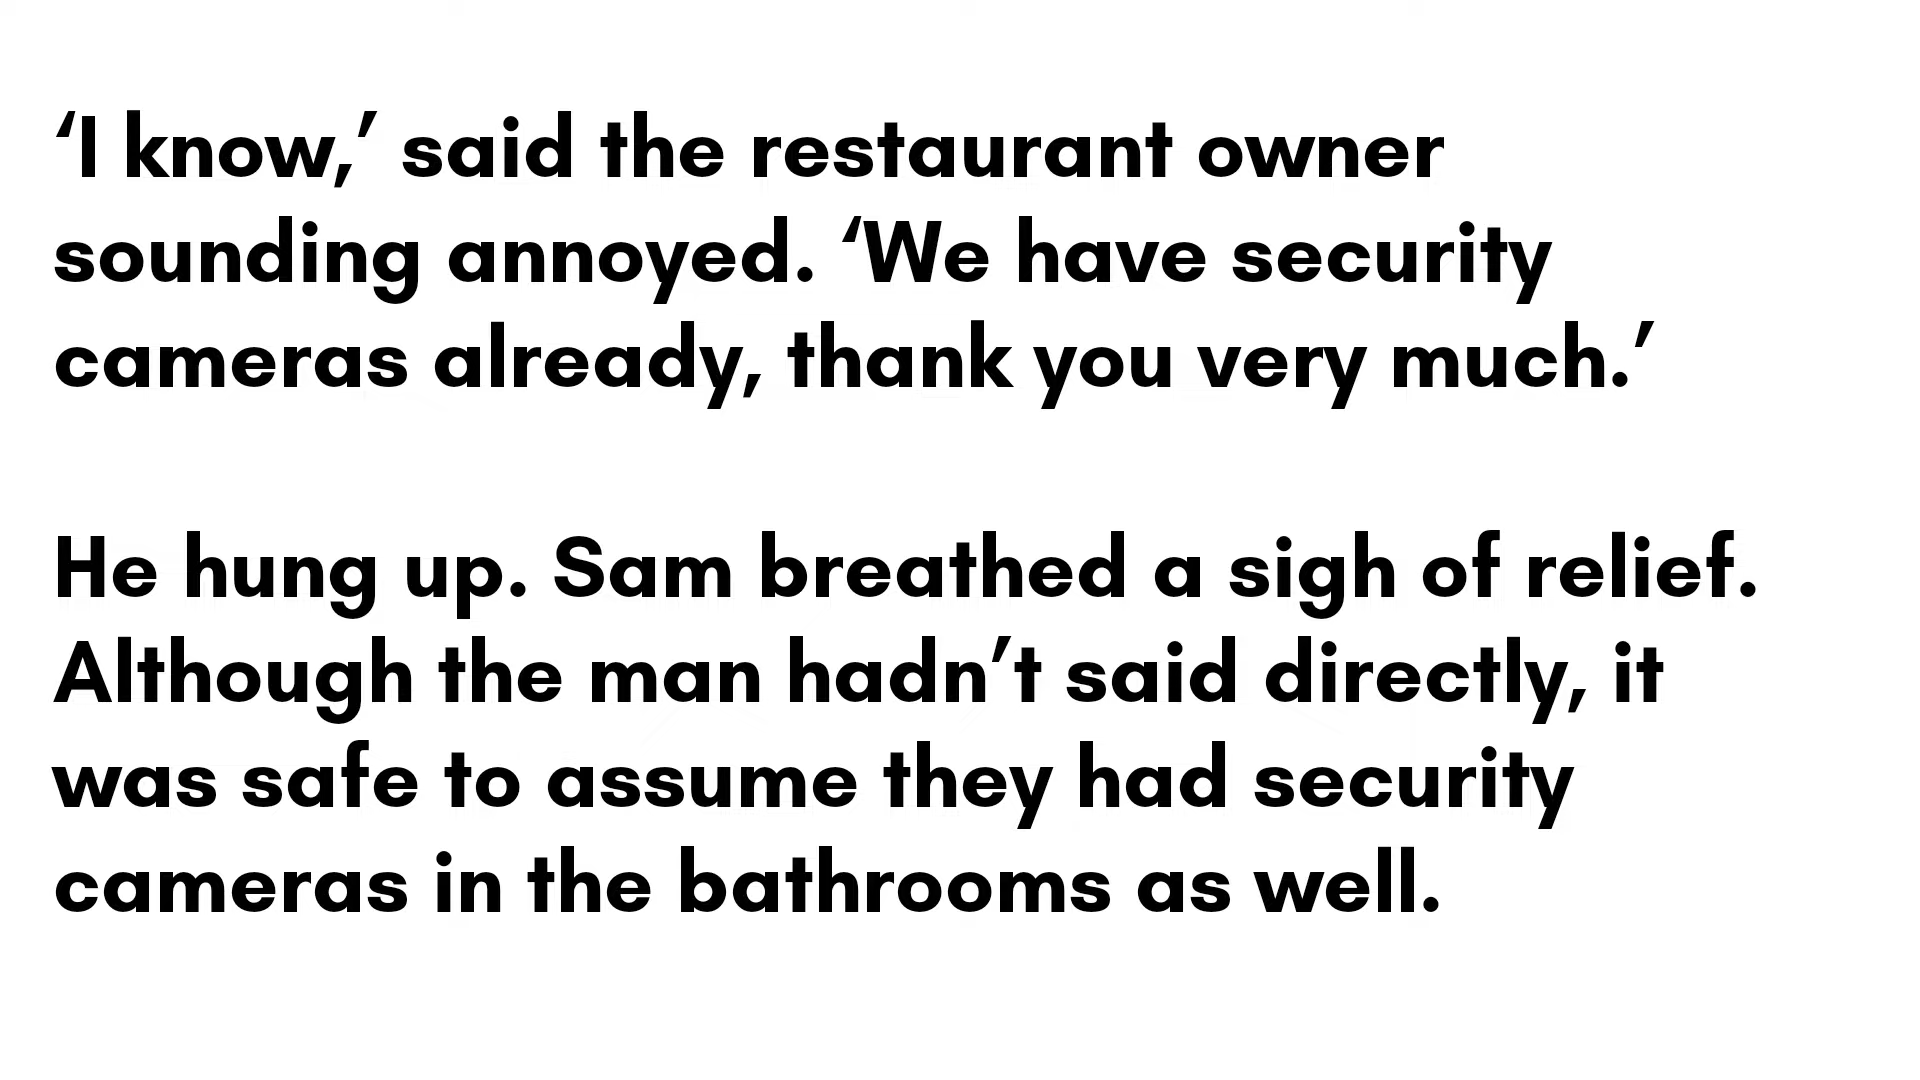 ‘I know,’ said the restaurant owner
sounding annoyed. ‘We have security
cameras already, thank you very much.’
He hung up. Sam breathed a sigh of relief.
Although the man hadn’t said directly, it
was safe to assume they had security
cameras in the bathrooms as well.